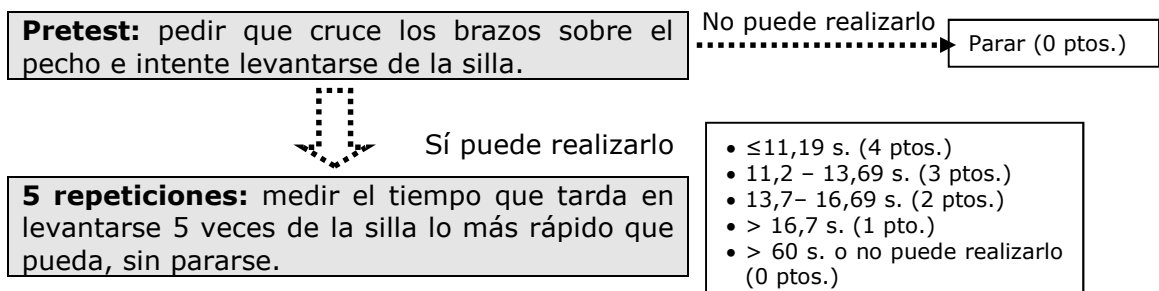 Pretest: pedir que cruce los brazos sobre el
pecho e intente levantarse de la silla.
No puede realizarlo
Parar (0 ptos.)
Sí puede realizarlo
5 repeticiones: medir el tiempo que tarda en
levantarse 5 veces de la silla lo más rápido que
pueda, sin pararse.
• ≤11,19 s. (4 ptos.)
• 11,2 – 13,69 s. (3 ptos.)
• 13,7– 16,69 s. (2 ptos.)
• > 16,7 s. (1 pto.)
• > 60 s. o no puede realizarlo
(0 ptos.)